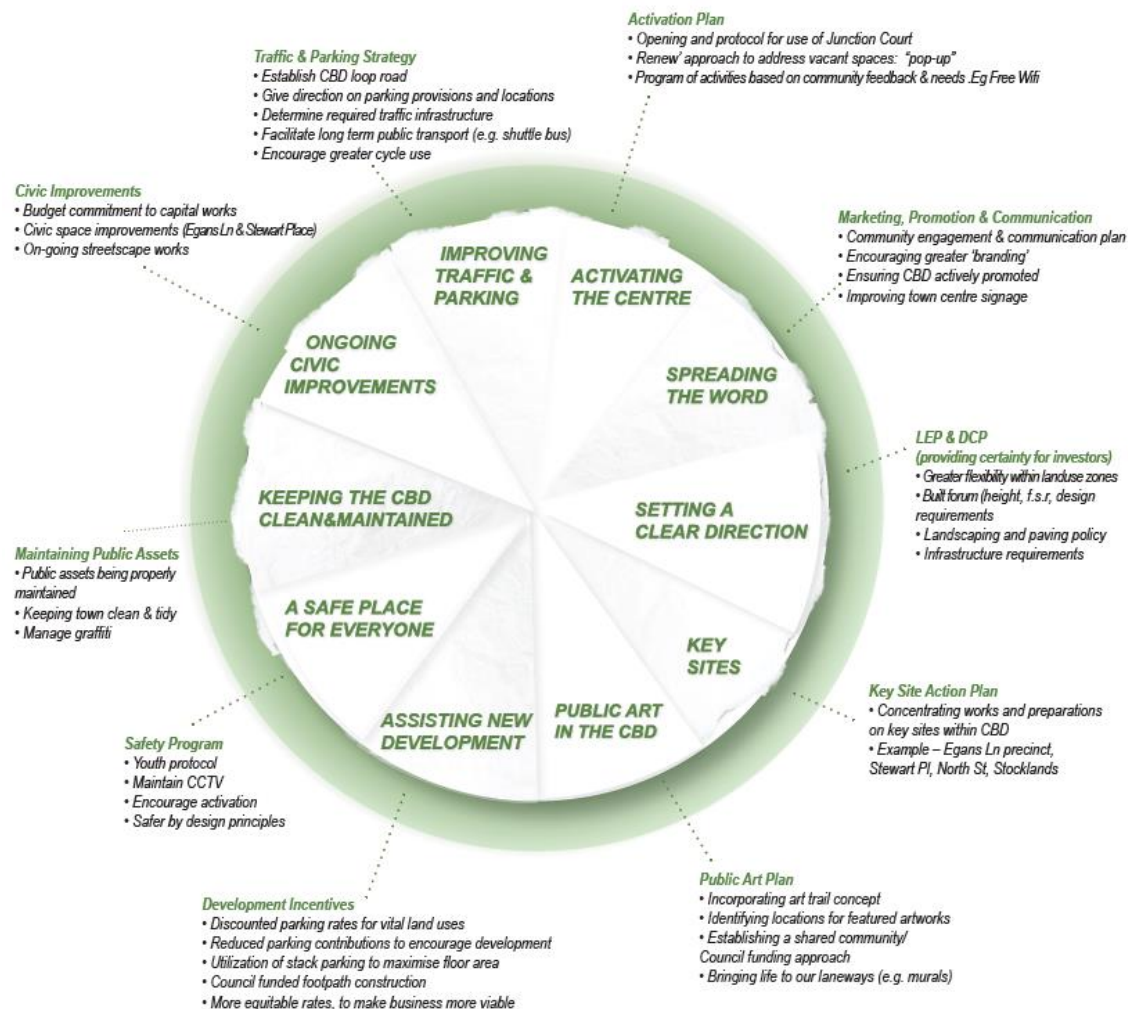 Activation Plan
• Opening and protocol for use of Junction Court
• Renew' approach to address vacant spaces: "pop-up"
• Program of activities based on community feedback & needs .Eg Free Wifi
Traffic & Parking Strategy
• Establish CBD loop road
• Give direction on parking provisions and locations
• Determine required traffic infrastructure
• Facilitate long term public transport (e.g. shuttle bus)
• Encourage greater cycle use
Civic Improvements
• Budget commitment to capital works
• Civic space improvements (Egans Ln & Stewart Place)
• On-going streetscape works
Marketing, Promotion & Communication
• Community engagement & communication plan
• Encouraging greater 'branding'
• Ensuring CBD actively promoted
• Improving town centre signage
IMPROVING
TRAFFIC &
PARKING
ACTIVATING
THE CENTRE
ONGOING
CIVIC
IMPROVEMENTS
SPREADING
THE WORD
KEEPING THE CBD
CLEAN&MAINTAINED
SETTING A
CLEAR DIRECTION
A SAFE PLACE
FOR EVERYONE
KEY
SITES
ASSISTING NEW
DEVELOPMENT
PUBLIC ART
IN THE CBD
LEP & DCP
(providing certainty for investors)
• Greater flexibility within landuse zones
• Built forum (height, f.s.r, design
requirements
• Landscaping and paving policy
• Infrastructure requirements
Maintaining Public Assets
• Public assets being properly
maintained
• Keeping town clean & tidy
• Manage graffiti
Key Site Action Plan
• Concentrating works and preparations
on key sites within CBD
• Example – Egans Ln precinct,
Stewart Pl, North St, Stocklands
Safety Program
• Youth protocol
• Maintain CCTV
• Encourage activation
• Safer by design principles
Public Art Plan
• Incorporating art trail concept
• Identifying locations for featured artworks
• Establishing a shared community/
Council funding approach
• Bringing life to our laneways (e.g. murals)
Development Incentives
• Discounted parking rates for vital land uses
• Reduced parking contributions to encourage development
• Utilization of stack parking to maximise floor area
• Council funded footpath construction
• More equitable rates, to make business more viable